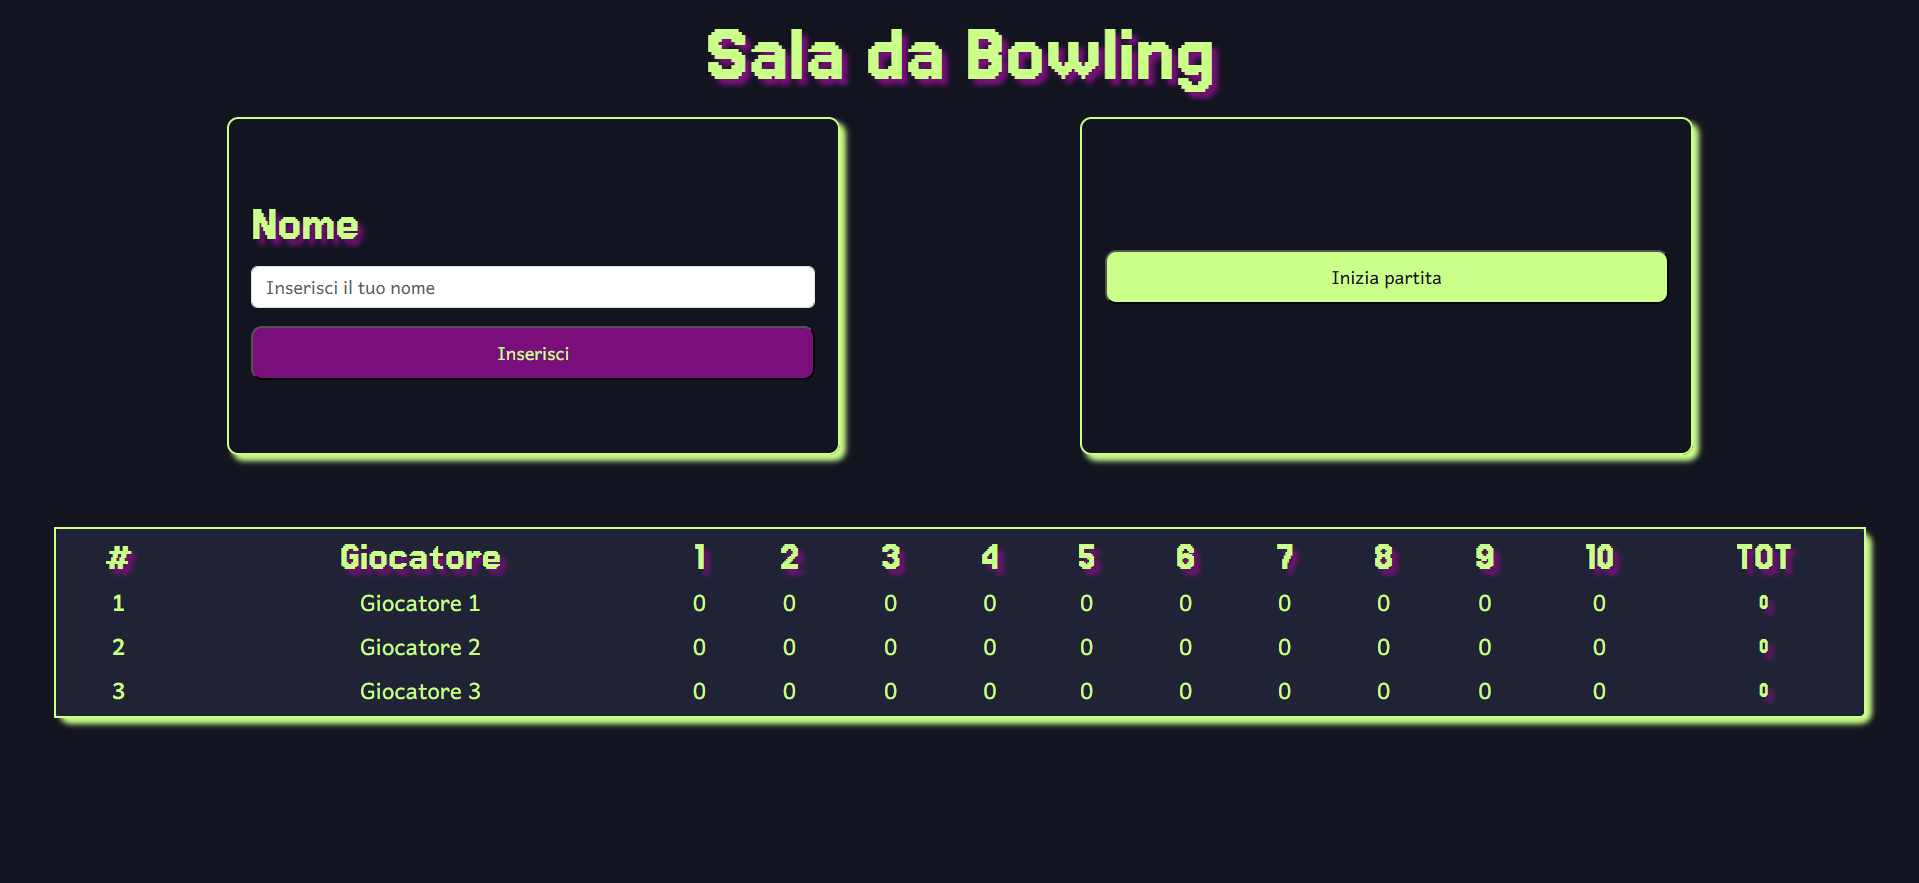 Sala da Bowling
Nome
Inserisci il tuo nome
Inserisci
Inizia partita
# Giocatore 1 2 3 4 5 6 7 8 9 10 TOT
1 Giocatore 1 0 0 0 0 0 0 0 0 0 0 0
2 Giocatore 2 0 0 0 0 0 0 0 0 0 0 0
3 Giocatore 3 0 0 0 0 0 0 0 0 0 0 0